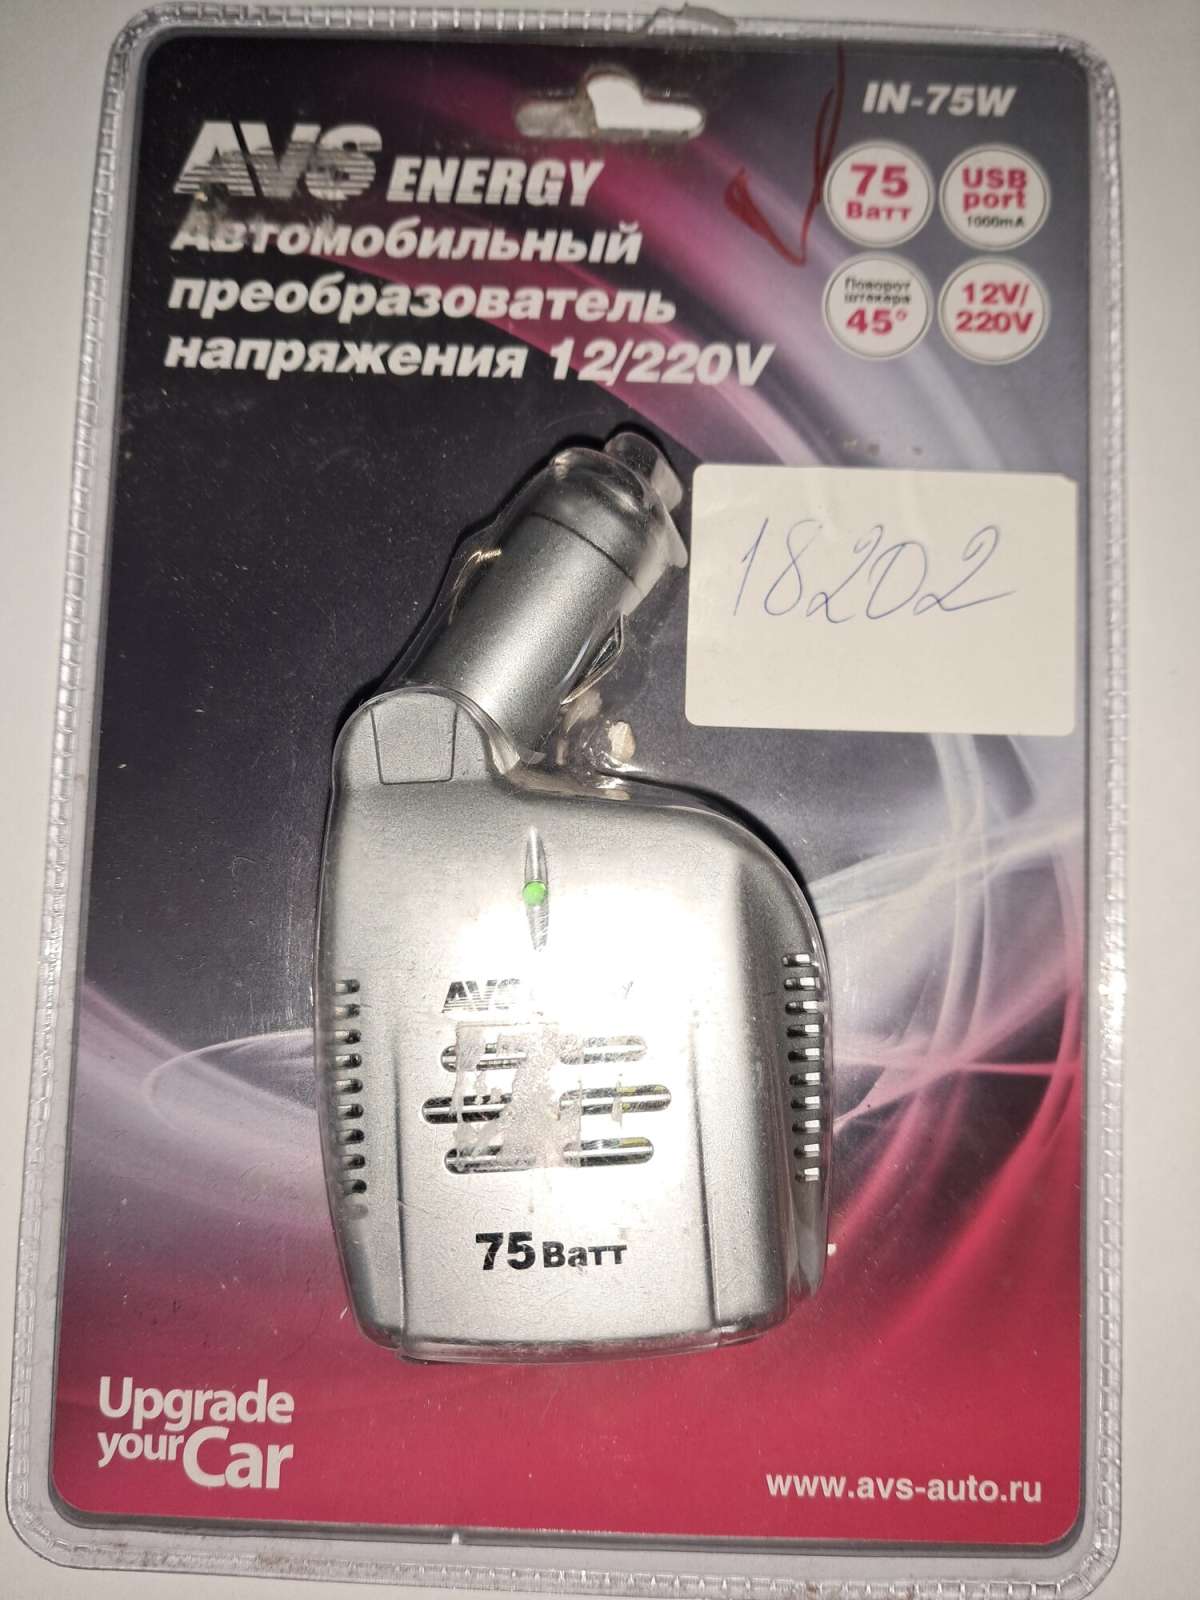 IN-75W
AVS ENERGY
Автомобильный
преобразователь
напряжения 12/220V
75
Ватт
USB
port
1000mA
Поворот
штекера
45°
12V/
220V
18202
AVS
75 Ватт
Upgrade
your Car
www.avs-auto.ru